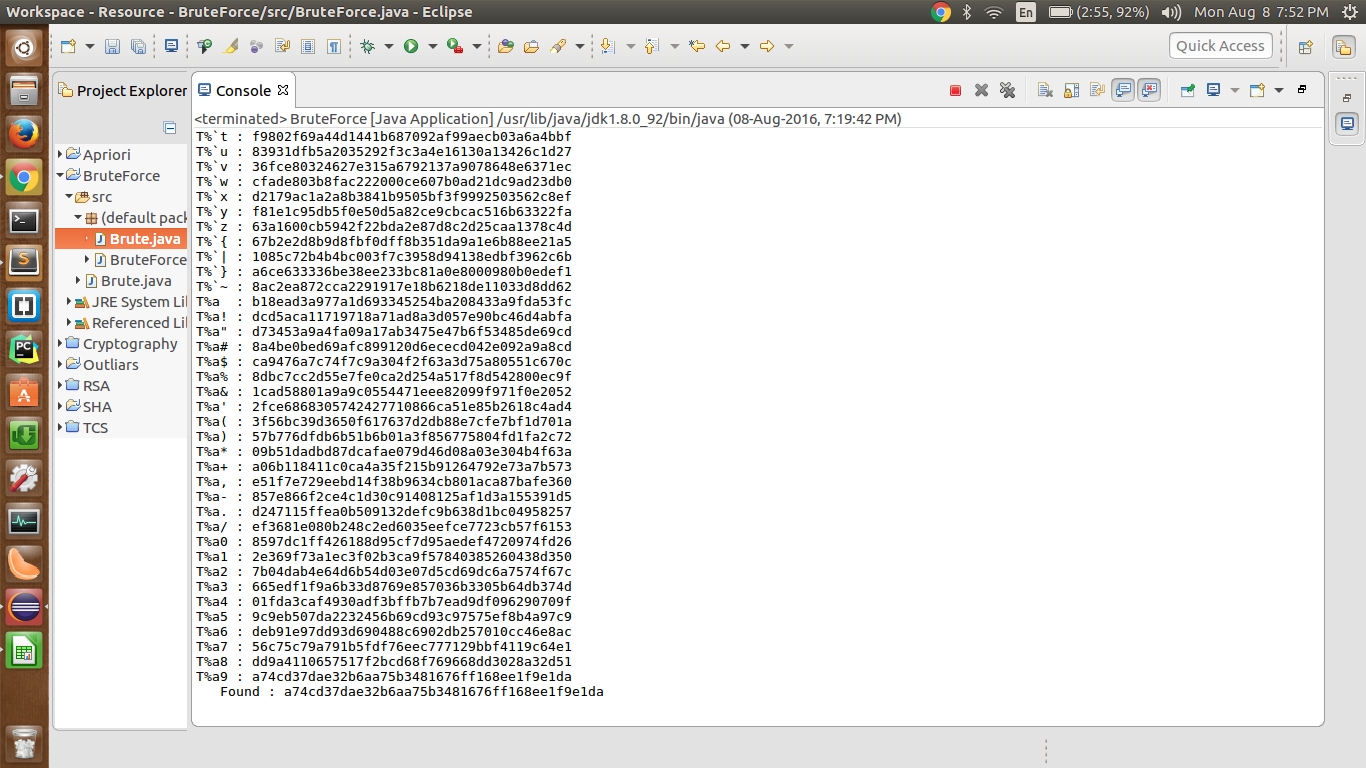 Workspace - Resource - BruteForce/src/BruteForce.java - Eclipse
En
(2:55, 92%)
Mon Aug 8 7:52 PM
Quick Access
Project Explorer
Console
<terminated> BruteForce [Java Application] /usr/lib/java/jdk1.8.0_92/bin/java (08-Aug-2016, 7:19:42 PM)
Apriori
BruteForce
src
(default pack
Brute.java
BruteForce
Brute.java
JRE System Li
Referenced Li
Cryptography
Outliars
RSA
SHA
TCS
T%`t : f9802f69a44d1441b687092af99aecb03a6a4bbf
T%`u : 83931dfb5a2035292f3c3a4e16130a13426c1d27
T%`v : 36fce80324627e315a6792137a9078648e6371ec
T%`w : cfade803b8fac222000ce607b0ad21dc9ad23db0
T%`x : d2179ac1a2a8b3841b9505bf3f9992503562c8ef
T%`y : f81e1c95db5f0e50d5a82ce9cbcac516b63322fa
T%`z : 63a1600cb5942f22bda2e87d8c2d25caa1378c4d
T%`{ : 67b2e2d8b9d8fbf0dff8b351da9a1e6b88ee21a5
T%`| : 1085c72b4b4bc003f7c3958d94138edbf3962c6b
T%`} : a6ce633336be38ee233bc81a0e8000980b0edef1
T%`~ : 8ac2ea872cca2291917e18b6218de11033d8dd62
T%a  : b18ead3a977a1d693345254ba208433a9fda53fc
T%a! : dcd5aca11719718a71ad8a3d057e90bc46d4abfa
T%a" : d73453a9a4fa09a17ab3475e47b6f53485de69cd
T%a# : 8a4be0bed69afc899120d6ececd042e092a9a8cd
T%a$ : ca9476a7c74f7c9a304f2f63a3d75a80551c670c
T%a% : 8dbc7cc2d55e7fe0ca2d254a517f8d542800ec9f
T%a& : 1cad58801a9a9c0554471eee82099f971f0e2052
T%a' : 2fce6868305742427710866ca51e85b2618c4ad4
T%a( : 3f56bc39d3650f617637d2db88e7cfe7bf1d701a
T%a) : 57b776dfdb6b51b6b01a3f856775804fd1fa2c72
T%a* : 09b51dadbd87dcafae079d46d08a03e304b4f63a
T%a+ : a06b118411c0ca4a35f215b91264792e73a7b573
T%a, : e51f7e729eebd14f38b9634cb801aca87bafe360
T%a- : 857e866f2ce4c1d30c91408125af1d3a155391d5
T%a. : d247115ffea0b509132defc9b638d1bc04958257
T%a/ : ef3681e080b248c2ed6035eefce7723cb57f6153
T%a0 : 8597dc1ff426188d95cf7d95aedef4720974fd26
T%a1 : 2e369f73a1ec3f02b3ca9f57840385260438d350
T%a2 : 7b04dab4e64d6b54d03e07d5cd69dc6a7574f67c
T%a3 : 665edf1f9a6b33d8769e857036b3305b64db374d
T%a4 : 01fda3caf4930adf3bffb7b7ead9df096290709f
T%a5 : 9c9eb507da2232456b69cd93c97575ef8b4a97c9
T%a6 : deb91e97dd93d690488c6902db257010cc46e8ac
T%a7 : 56c75c79a791b5fdf76eec777129bbf4119c64e1
T%a8 : dd9a4110657517f2bcd68f769668dd3028a32d51
T%a9 : a74cd37dae32b6aa75b3481676ff168ee1f9e1da
Found : a74cd37dae32b6aa75b3481676ff168ee1f9e1da